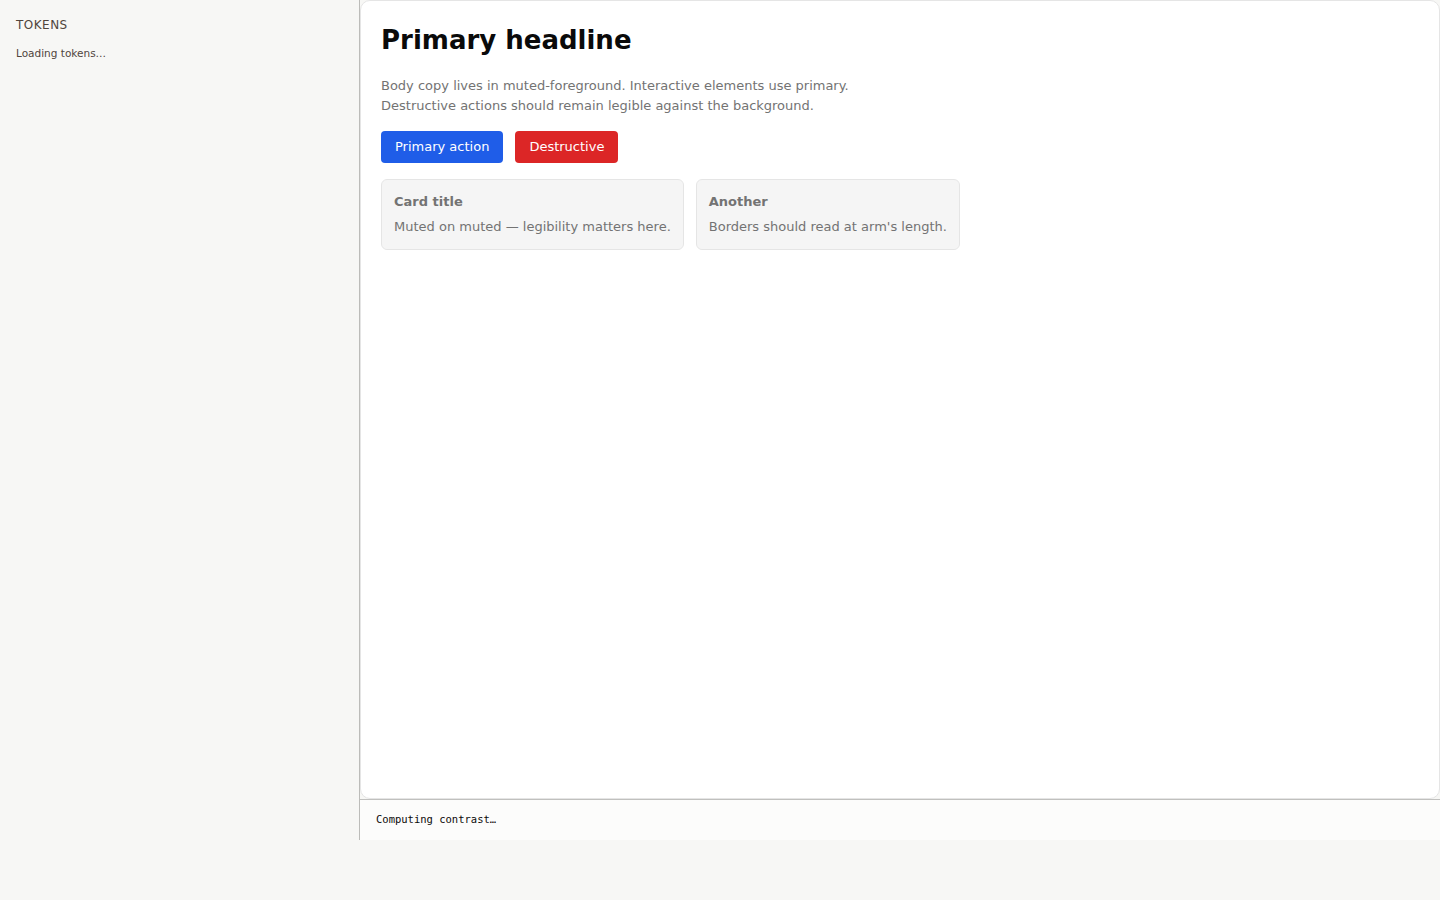 TOKENS
Loading tokens…
Primary headline
Body copy lives in muted-foreground. Interactive elements use primary.
Destructive actions should remain legible against the background.
Primary action
Destructive
Card title
Muted on muted — legibility matters here.
Another
Borders should read at arm's length.
Computing contrast…